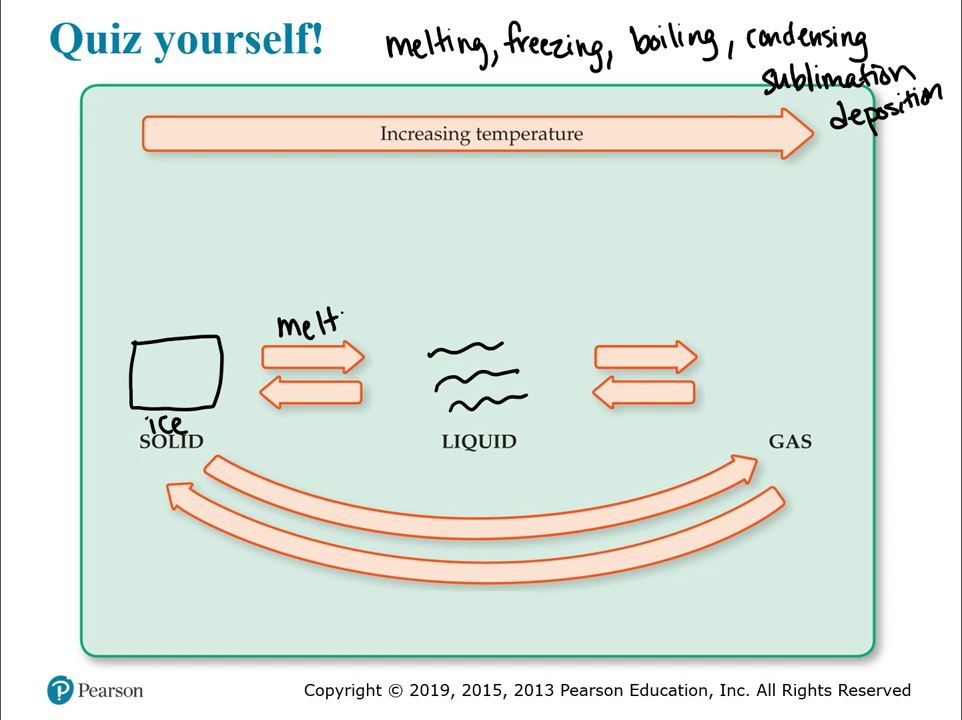 Quiz yourself!
melting, freezing, boiling, condensing
sublimation
deposition
Increasing temperature
melt
ice
SOLID
LIQUID
GAS
Pearson
Copyright © 2019, 2015, 2013 Pearson Education, Inc. All Rights Reserved